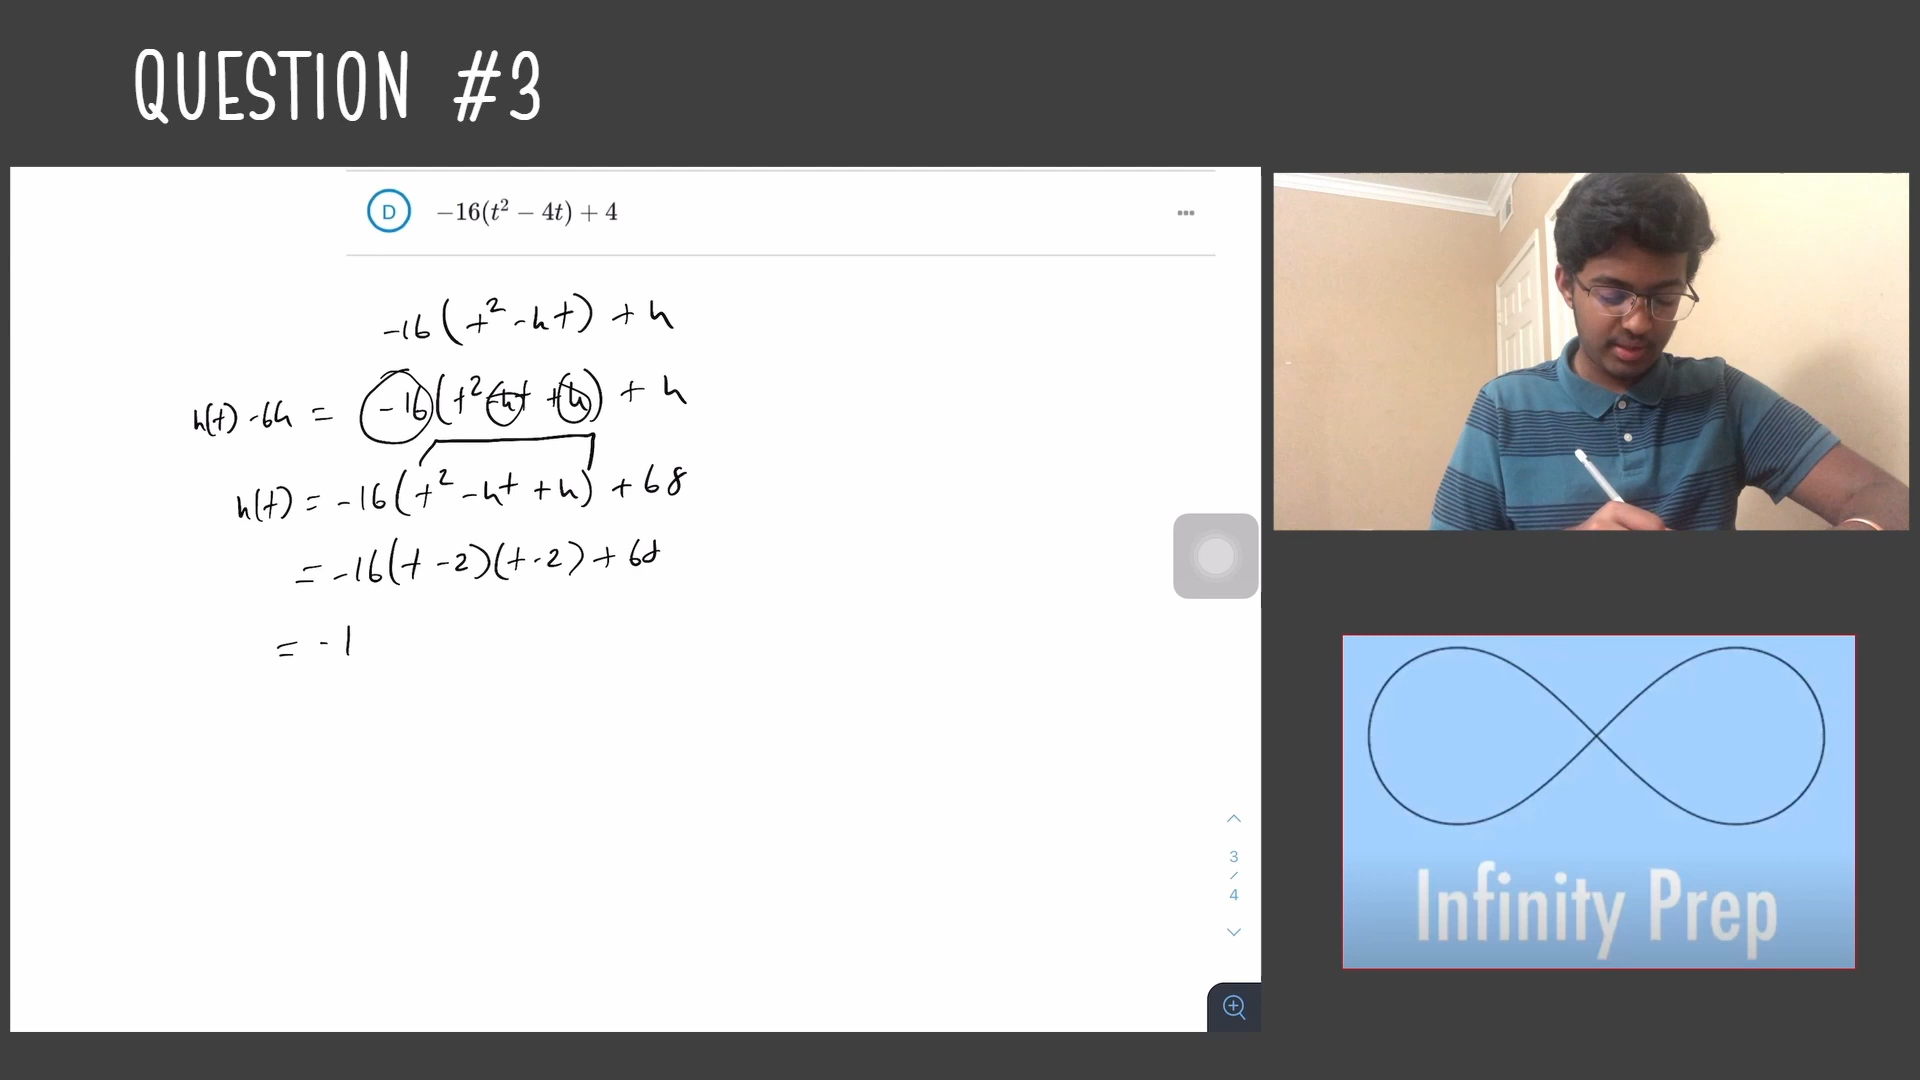 QUESTION #3
D −16(t² − 4t) + 4
-16(t² -4t) + 4
h(t) -64 = -16(t² -4t +4) + 4
h(t) = -16(t² -4t +4) + 68
= -16(t -2)(t -2) + 68
= -1
3
/
4
Infinity Prep